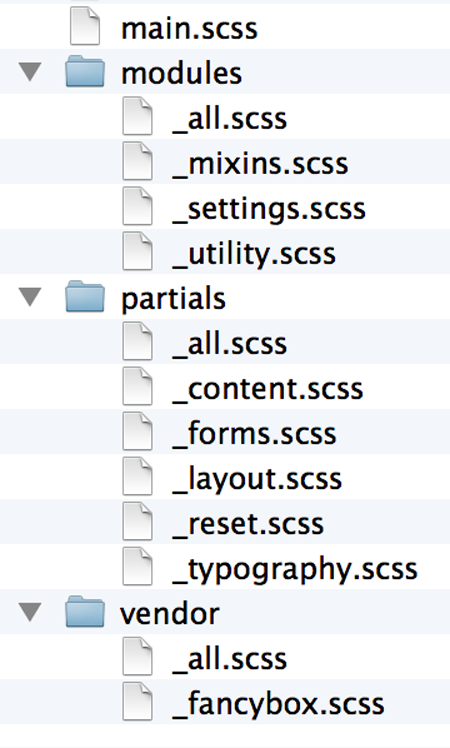 main.scss
modules
_all.scss
_mixins.scss
_settings.scss
_utility.scss
partials
_all.scss
_content.scss
_forms.scss
_layout.scss
_reset.scss
_typography.scss
vendor
_all.scss
_fancybox.scss